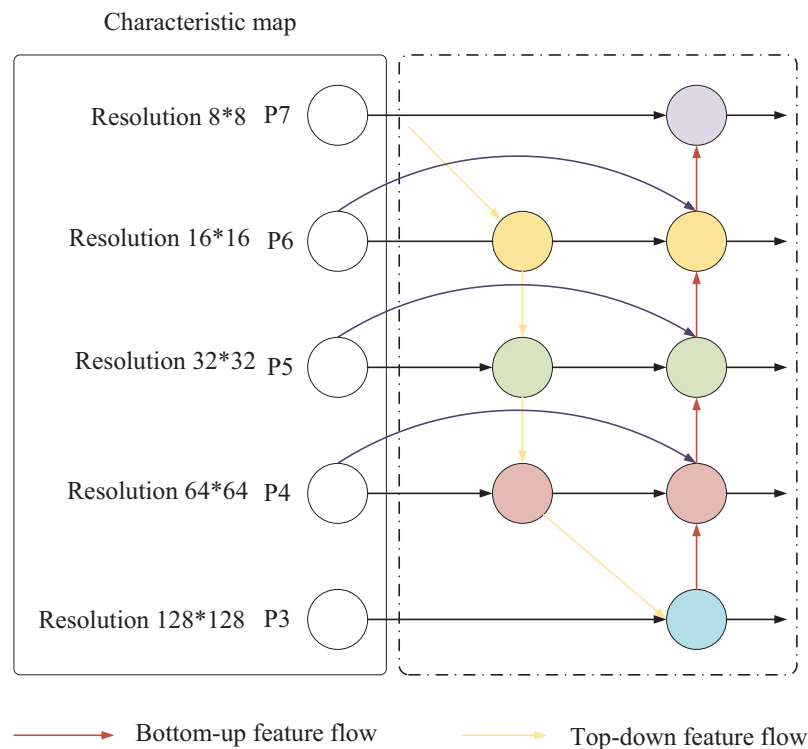 Characteristic map
Resolution 8*8 P7
Resolution 16*16 P6
Resolution 32*32 P5
Resolution 64*64 P4
Resolution 128*128 P3
Bottom-up feature flow
Top-down feature flow